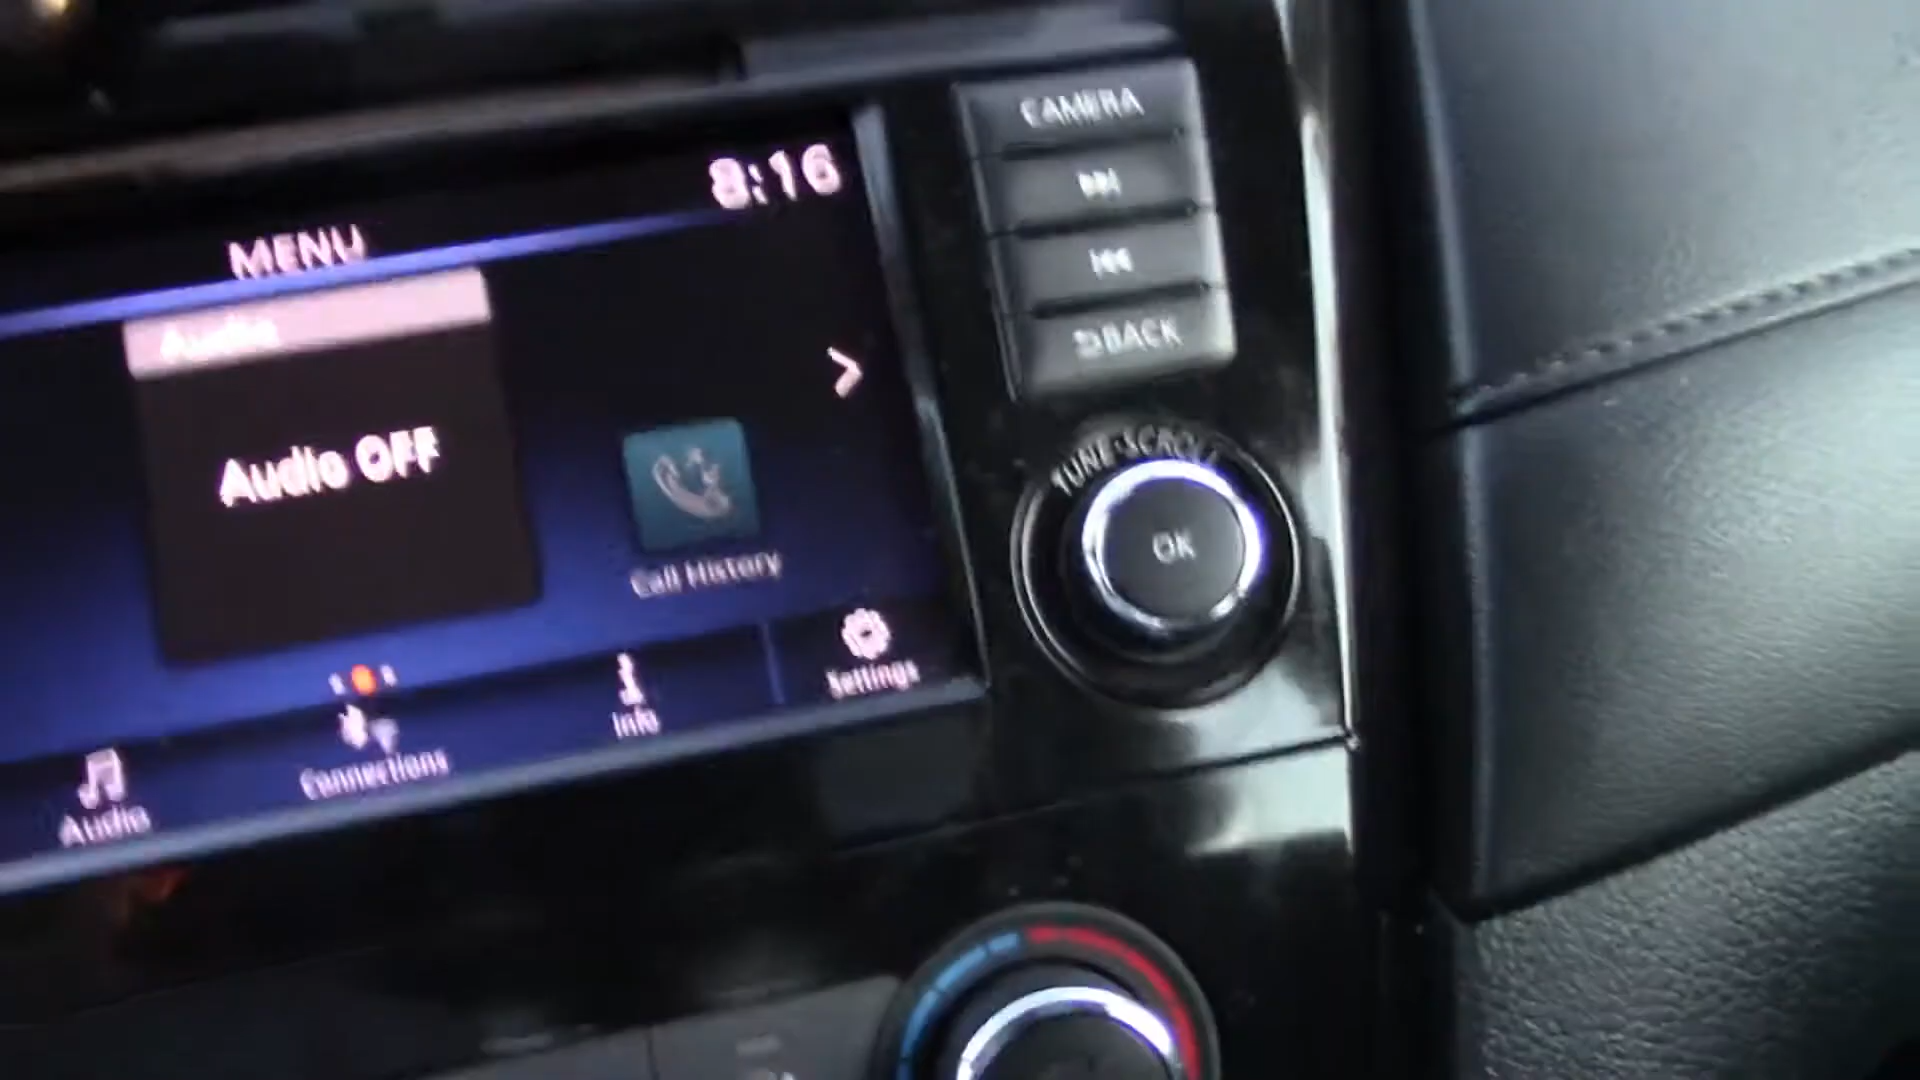 8:16
MENU
Audio
Audio OFF
Call History
Audio
Connections
Info
Settings
CAMERA
BACK
TUNE·SCROLL
OK